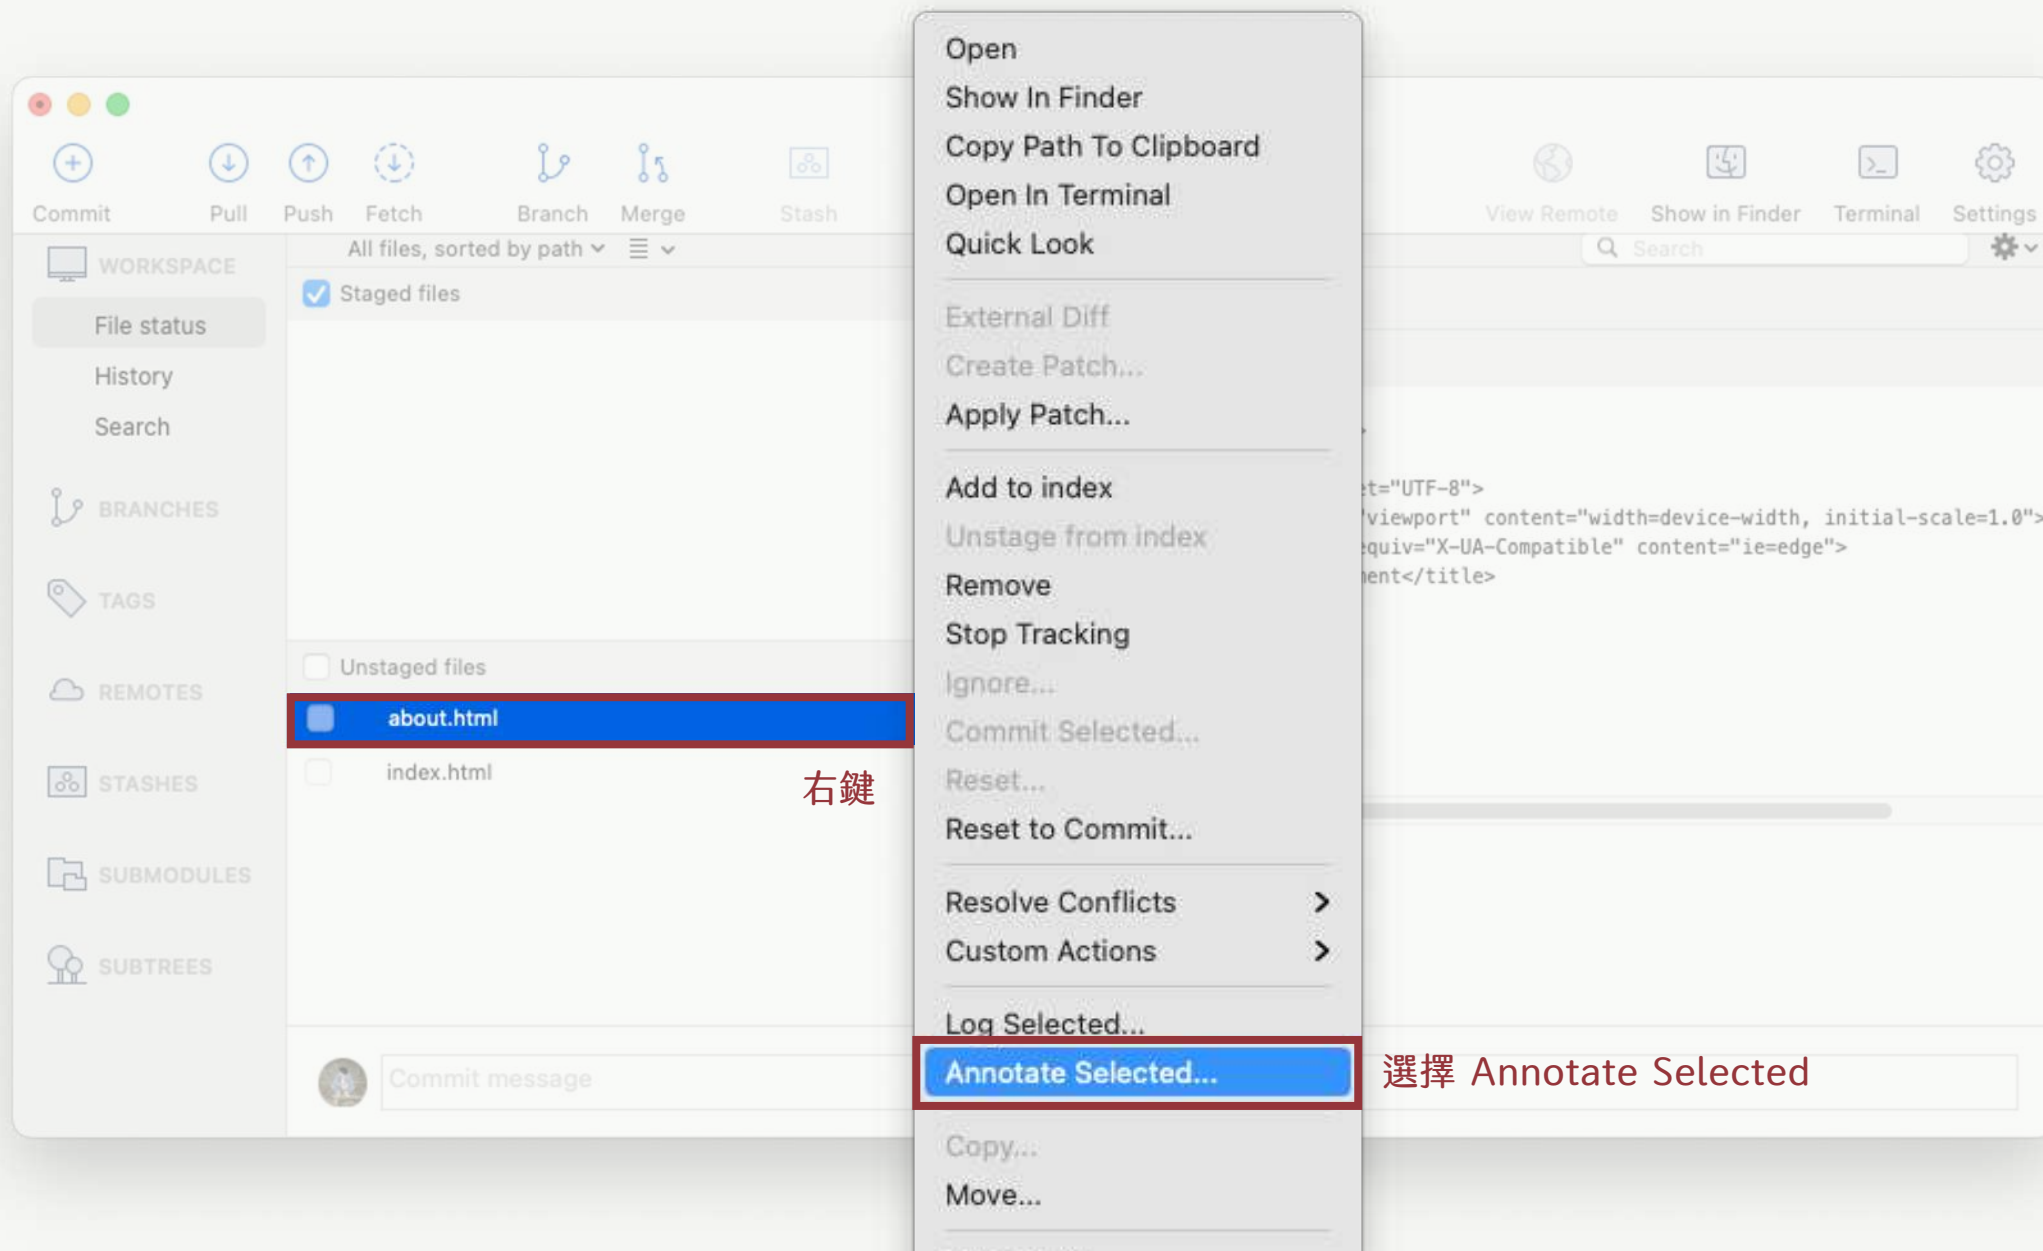 Open
Show In Finder
Copy Path To Clipboard
Open In Terminal
Quick Look
External Diff
Create Patch...
Apply Patch...
Add to index
Unstage from index
Remove
Stop Tracking
Ignore...
Commit Selected...
Reset...
Reset to Commit...
Resolve Conflicts
Custom Actions
Log Selected...
Annotate Selected...
Copy...
Move...
選擇 Annotate Selected
右鍵
Commit
Pull
Push
Fetch
Branch
Merge
Stash
View Remote
Show in Finder
Terminal
Settings
WORKSPACE
File status
History
Search
BRANCHES
TAGS
REMOTES
STASHES
SUBMODULES
SUBTREES
All files, sorted by path
Search
Staged files
Unstaged files
about.html
index.html
Commit message
="UTF-8">
"viewport" content="width=device-width, initial-scale=1.0">
equiv="X-UA-Compatible" content="ie=edge">
ent</title>